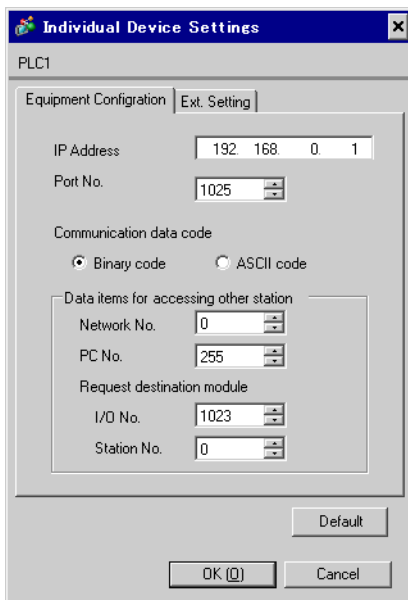 Individual Device Settings
PLC1
Equipment Configration Ext. Setting
IP Address 192. 168. 0. 1
Port No. 1025
Communication data code
Binary code ASCII code
Data items for accessing other station
Network No. 0
PC No. 255
Request destination module
I/O No. 1023
Station No. 0
Default
OK (O) Cancel